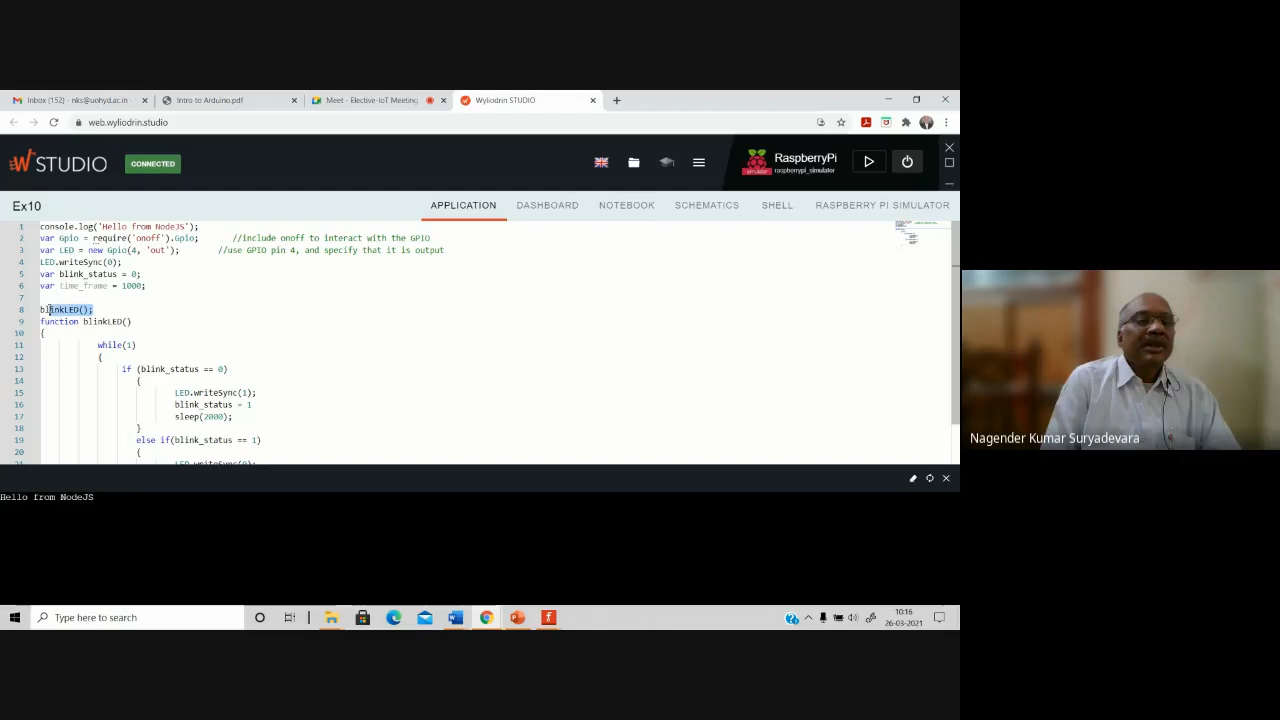 Inbox (152) - nks@uohyd.ac.in -
Intro to Arduino.pdf
Meet - Elective-IoT Meeting
Wyliodrin STUDIO
web.wyliodrin.studio
STUDIO
CONNECTED
RaspberryPi
raspberrypi_simulator
Ex10
APPLICATION
DASHBOARD
NOTEBOOK
SCHEMATICS
SHELL
RASPBERRY PI SIMULATOR
1 console.log('Hello from NodeJS');
2 var Gpio = require('onoff').Gpio; //include onoff to interact with the GPIO
3 var LED = new Gpio(4, 'out'); //use GPIO pin 4, and specify that it is output
4 LED.writeSync(0);
5 var blink_status = 0;
6 var time_frame = 1000;
7
8 blinkLED();
9 function blinkLED()
10 {
11 while(1)
12 {
13 if (blink_status == 0)
14 {
15 LED.writeSync(1);
16 blink_status = 1
17 sleep(2000);
18 }
19 else if(blink_status == 1)
20 {
21 LED.writeSync(0);
Hello from NodeJS
Nagender Kumar Suryadevara
Type here to search
10:16
26-03-2021